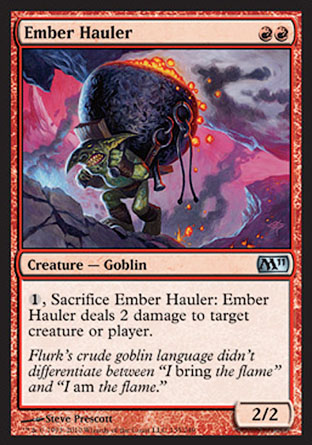 Ember Hauler
Creature — Goblin
M11
1, Sacrifice Ember Hauler: Ember
Hauler deals 2 damage to target
creature or player.
Flurk's crude goblin language didn't
differentiate between “I bring the flame”
and “I am the flame.”
Steve Prescott
2/2